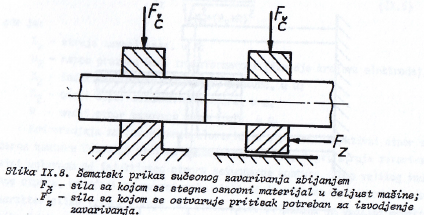 Fč
Fč
Fz
Slika IX.8. Šematski prikaz sučeonog zavarivanja zbijanjem
Fč - sila sa kojom se stegne osnovni materijal u čeljust mašine;
Fz - sila sa kojom se ostvaruje pritisak potreban za izvodjenje
zavarivanja.